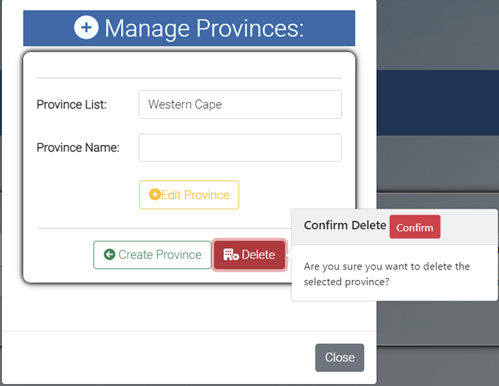 Manage Provinces:
Province List: Western Cape
Province Name:
Edit Province
Create Province Delete
Confirm Delete Confirm
Are you sure you want to delete the
selected province?
Close